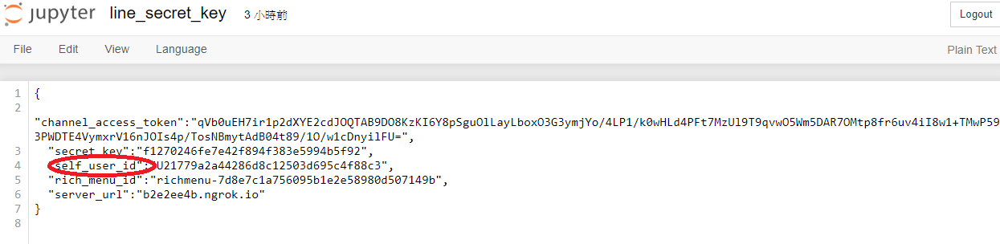 jupyter line_secret_key 3 小時前 Logout
File Edit View Language Plain Text
1 {
2
"channel_access_token":"qVb0uEH7ir1p2dXYE2cdJOQTAB9DO8KzKI6Y8pSguOlLayLboxO3G3ymjYo/4LP1/k0wHLd4PFt7MzUl9T9qvwO5Wm5DAR7OMtp8fr6uv4iI8w1+TMwP59
3PWDTE4VymxrV16nJOIs4p/TosNBmytAdB04t89/1O/w1cDnyilFU=",
3 "secret_key":"f1270246fe7e42f894f383e5994b5f92",
4 "self_user_id":"U21779a2a44286d8c12503d695c4f88c3",
5 "rich_menu_id":"richmenu-7d8e7c1a756095b1e2e58980d507149b",
6 "server_url":"b2e2ee4b.ngrok.io"
7 }
8